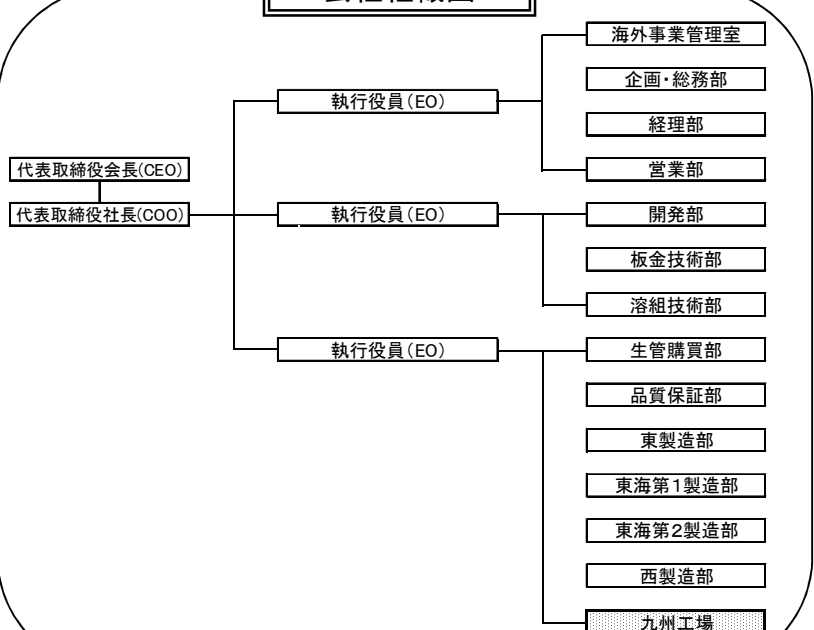 海外事業管理室
企画・総務部
執行役員(EO)
経理部
代表取締役会長(CEO)
営業部
代表取締役社長(COO)
執行役員(EO)
開発部
板金技術部
溶組技術部
執行役員(EO)
生管購買部
品質保証部
東製造部
東海第1製造部
東海第2製造部
西製造部
九州工場